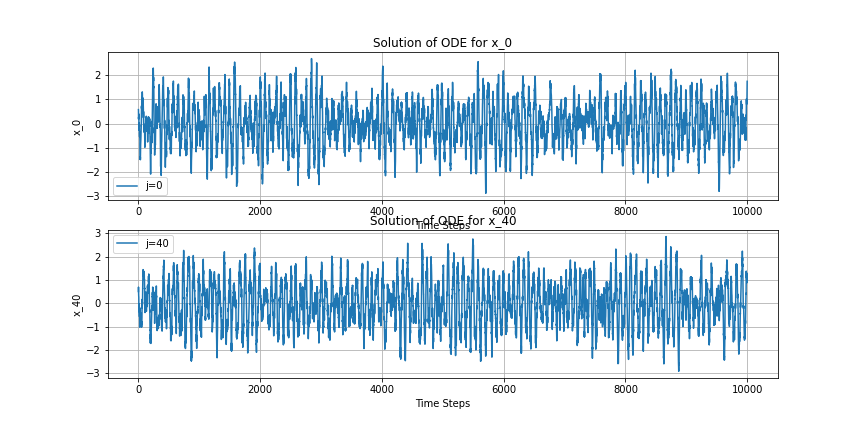 Solution of ODE for x_0
2
1
0
−1
−2
−3
x_0
j=0
0 2000 4000 6000 8000 10000
Time Steps
Solution of ODE for x_40
3
2
1
0
−1
−2
−3
x_40
j=40
0 2000 4000 6000 8000 10000
Time Steps